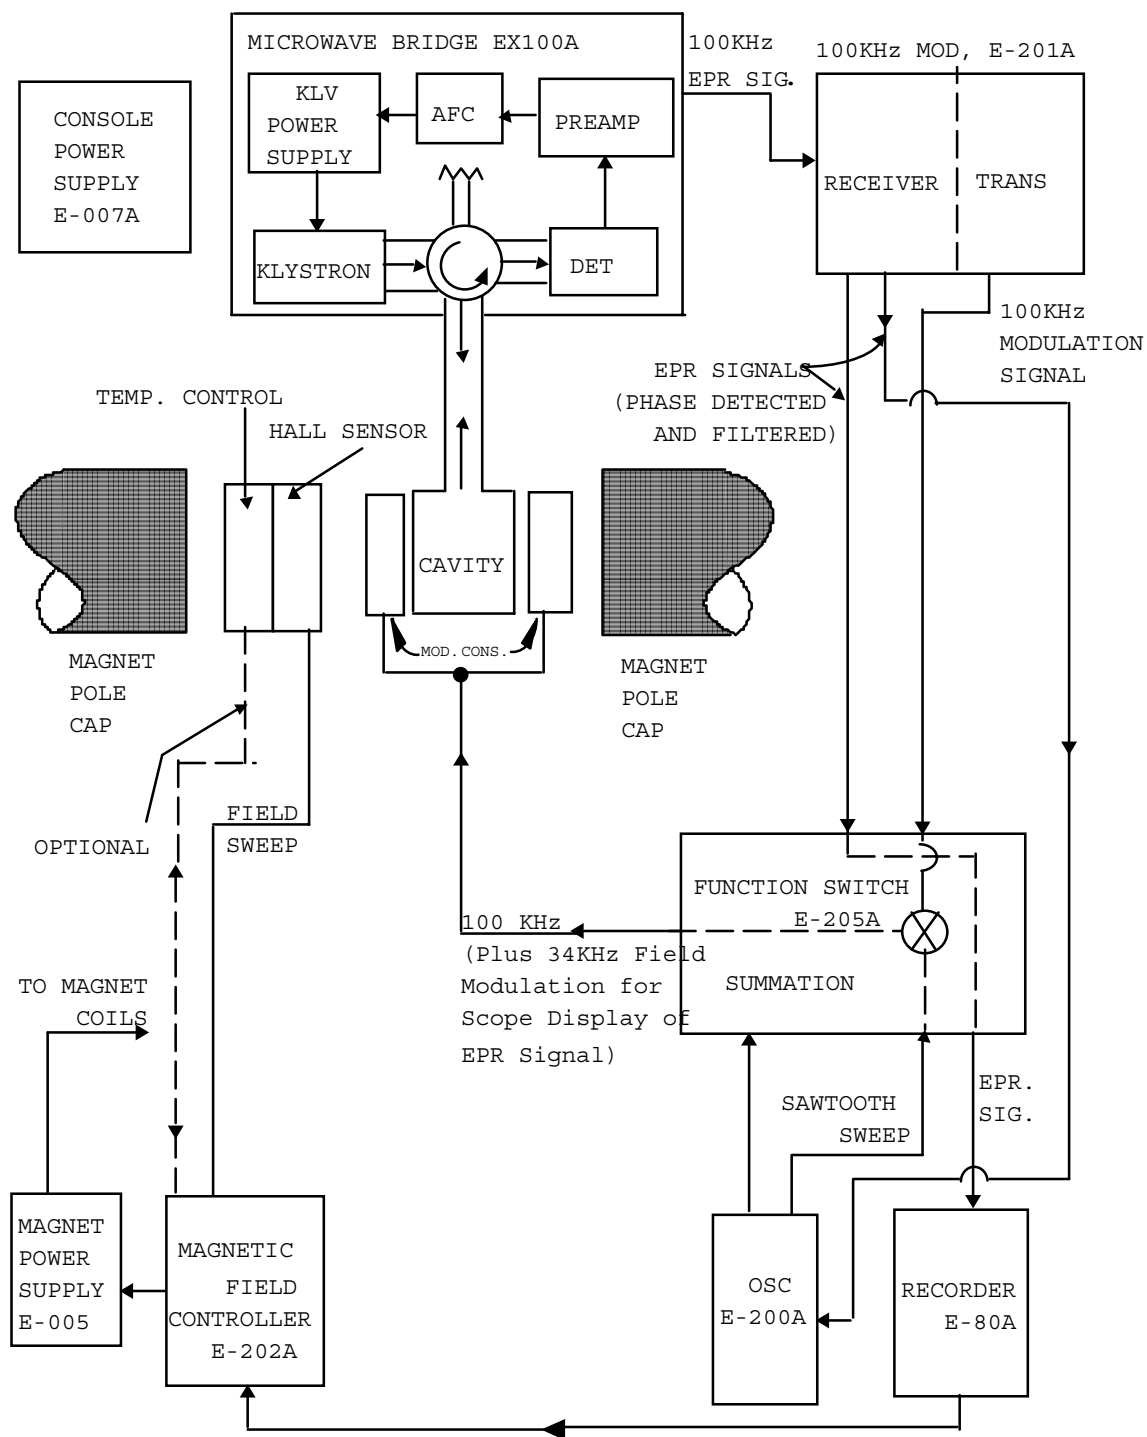 MICROWAVE BRIDGE EX100A
100KHz
EPR SIG.
100KHz MOD, E-201A
CONSOLE
POWER
SUPPLY
E-007A
KLV
POWER
SUPPLY
AFC
PREAMP
RECEIVER
TRANS
KLYSTRON
DET
100KHz
MODULATION
SIGNAL
EPR SIGNALS
(PHASE DETECTED
AND FILTERED)
TEMP. CONTROL
HALL SENSOR
CAVITY
MOD. CONS.
MAGNET
POLE
CAP
MAGNET
POLE
CAP
OPTIONAL
FIELD
SWEEP
FUNCTION SWITCH
E-205A
SUMMATION
100 KHz
(Plus 34KHz Field
Modulation for
Scope Display of
EPR Signal)
TO MAGNET
COILS
SAWTOOTH
SWEEP
EPR.
SIG.
MAGNET
POWER
SUPPLY
E-005
MAGNETIC
FIELD
CONTROLLER
E-202A
OSC
E-200A
RECORDER
E-80A